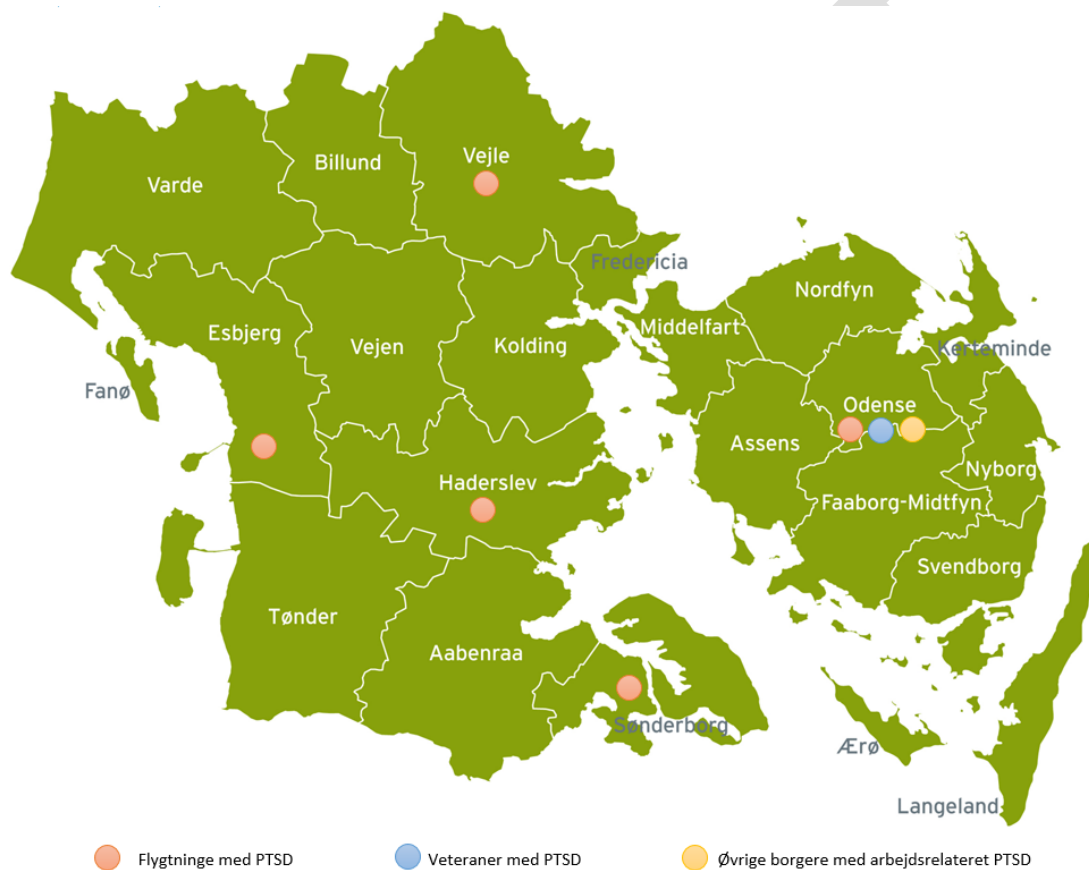 Vejle
Billund
Varde
Fredericia
Nordfyn
Esbjerg
Middelfart
Vejen
Kolding
Kerteminde
Fanø
Odense
Assens
Nyborg
Haderslev
Faaborg-Midtfyn
Svendborg
Tønder
Aabenraa
Sønderborg
Ærø
Langeland
Flygtninge med PTSD
Veteraner med PTSD
Øvrige borgere med arbejdsrelateret PTSD